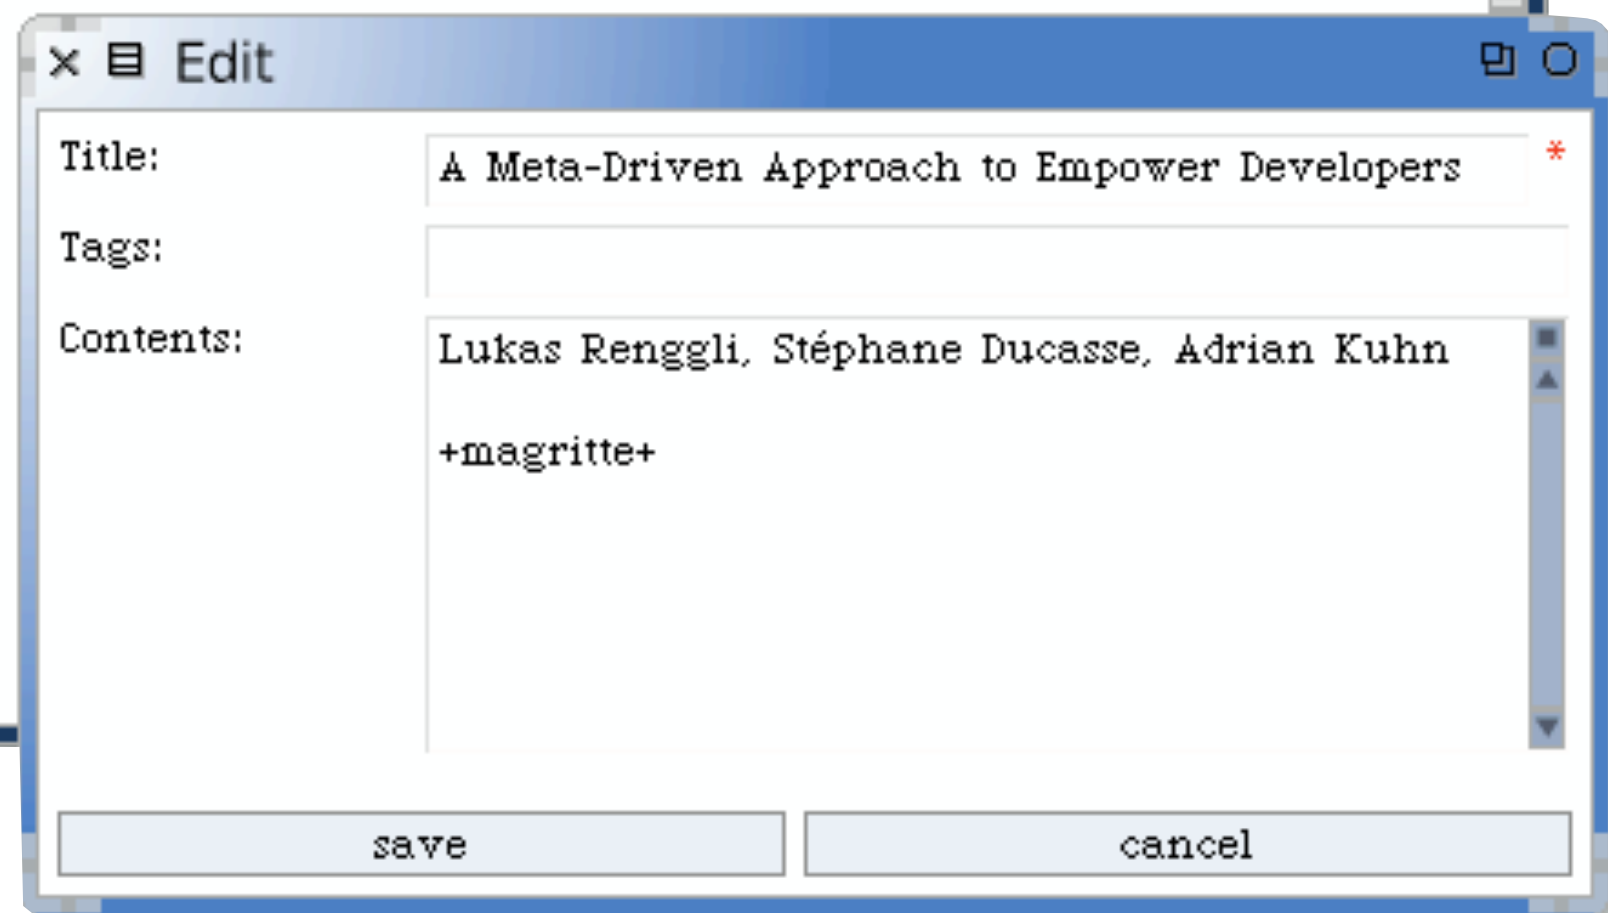 Edit
Title:
A Meta-Driven Approach to Empower Developers *
Tags:
Contents:
Lukas Renggli, Stéphane Ducasse, Adrian Kuhn
+magritte+
save
cancel